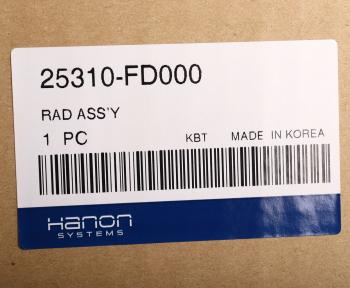 25310-FD000
RAD ASS'Y
1 PC KBT MADE IN KOREA
Hanon
SYSTEMS